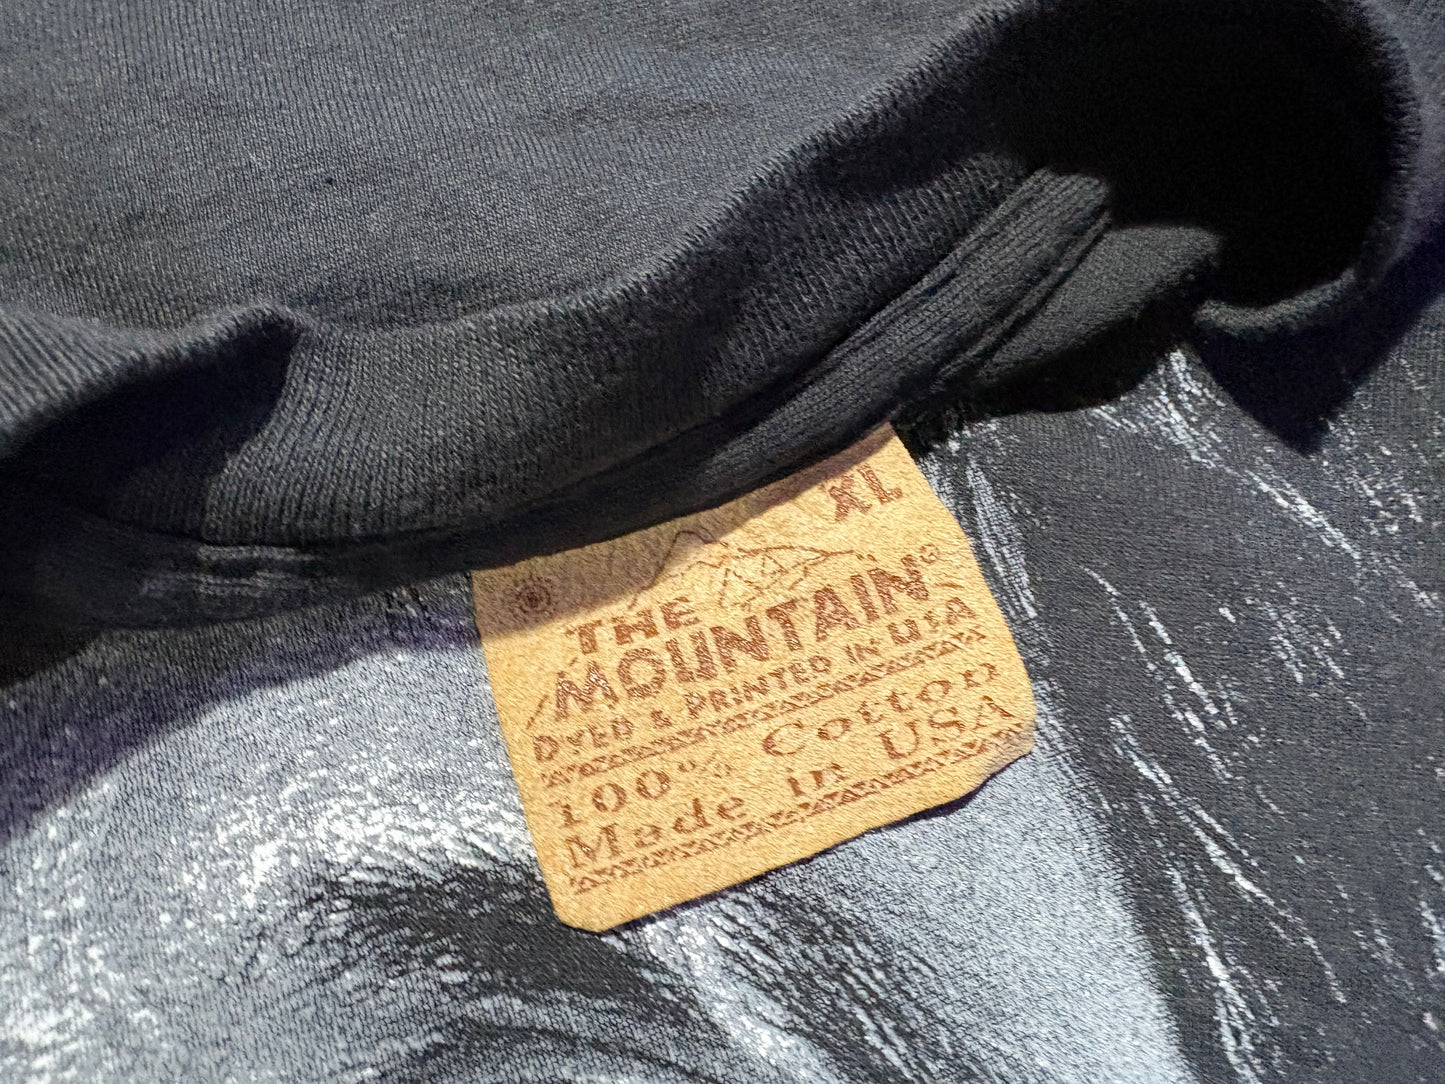 XL
THE
MOUNTAIN®
DYED & PRINTED IN USA
100% Cotton
Made in USA